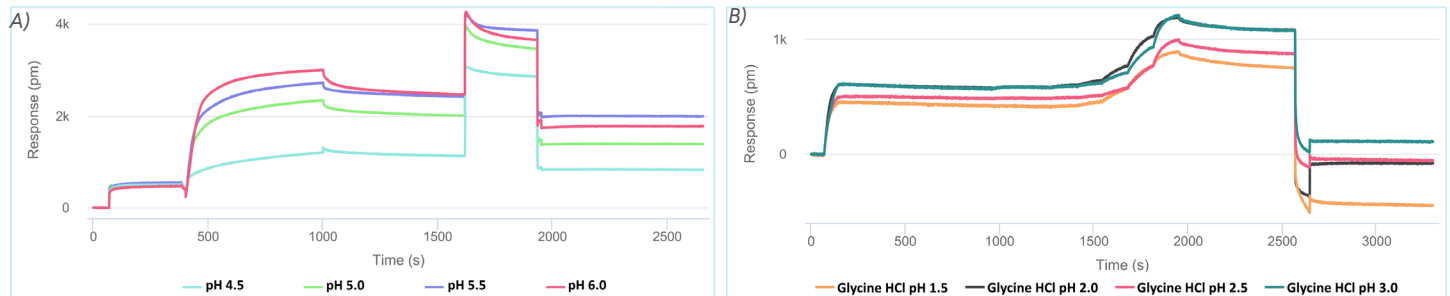 A)
4k
2k
0
Response (pm)
0 500 1000 1500 2000 2500
Time (s)
pH 4.5 pH 5.0 pH 5.5 pH 6.0
B)
1k
0
Response (pm)
0 500 1000 1500 2000 2500 3000
Time (s)
Glycine HCl pH 1.5 Glycine HCl pH 2.0 Glycine HCl pH 2.5 Glycine HCl pH 3.0